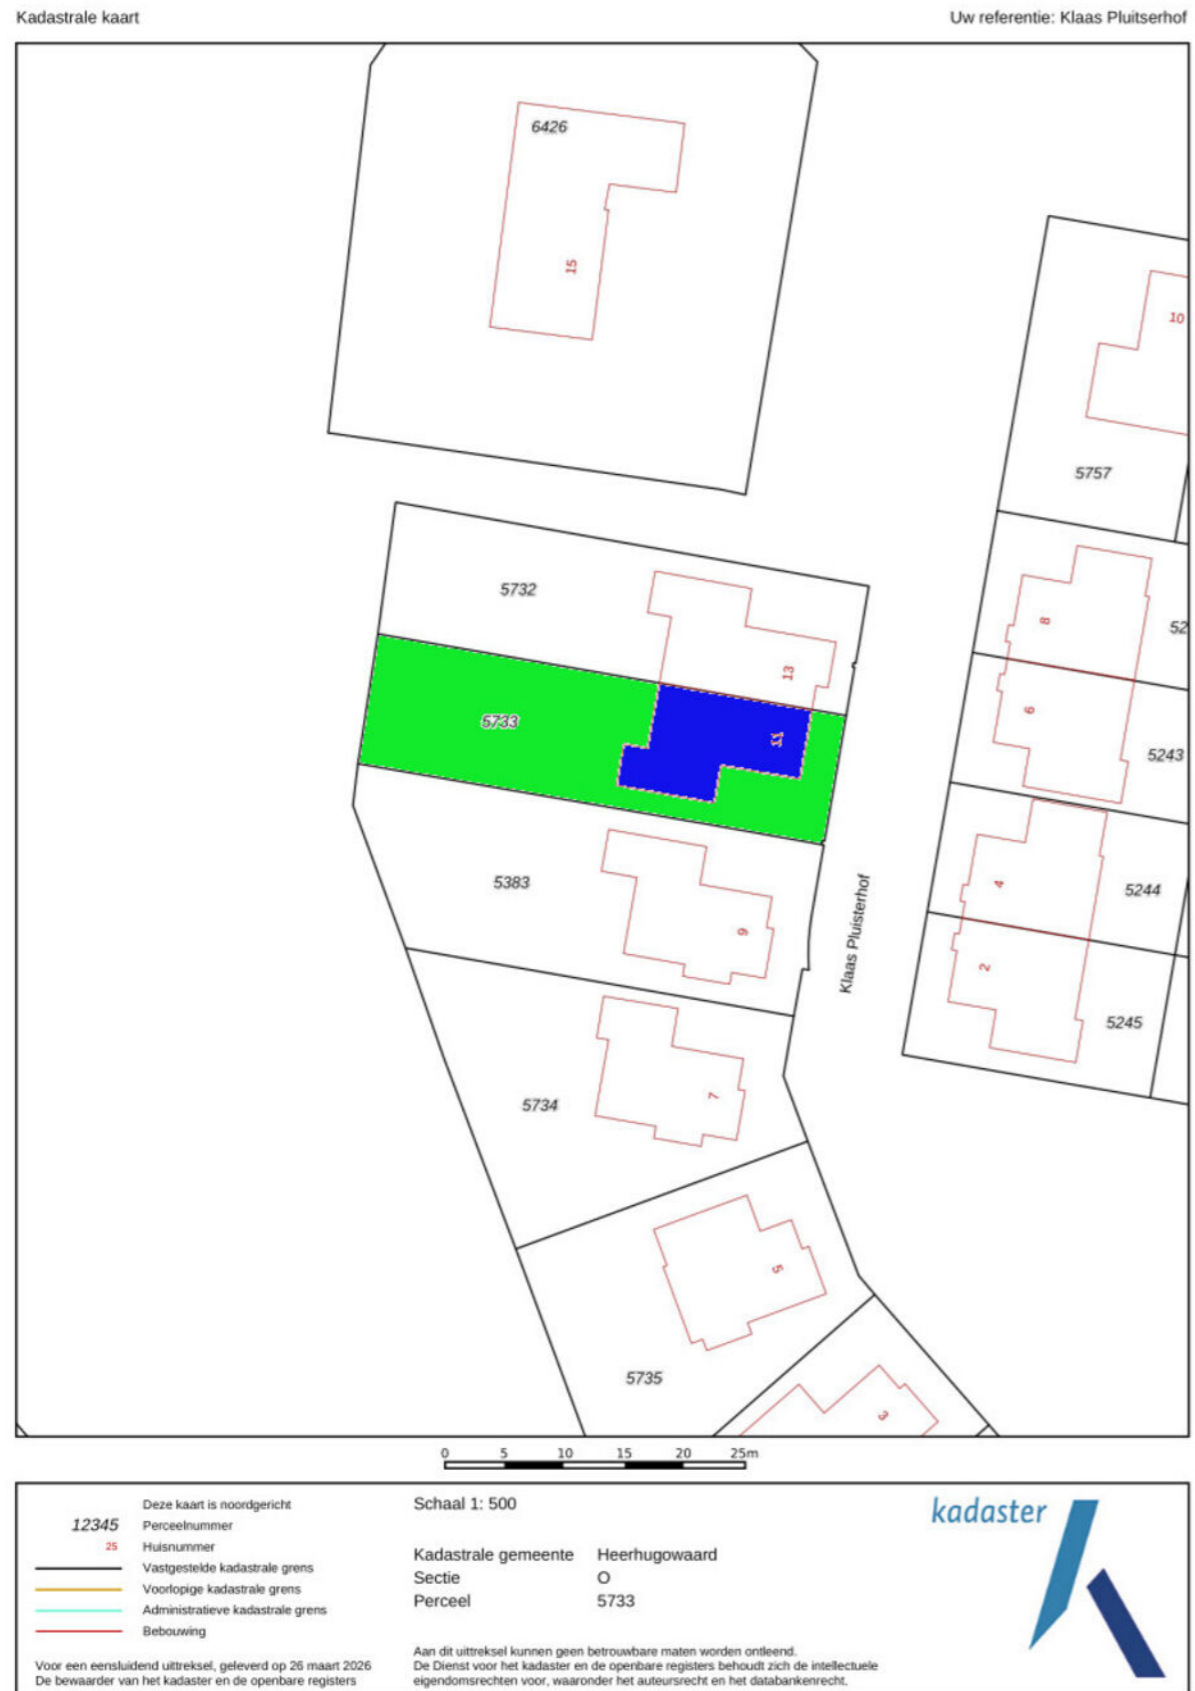 Kadastrale kaart
Uw referentie: Klaas Pluitserhof
6426
15
10
5757
5732
8
52
13
6
5733
11
5243
5383
4
5244
9
Klaas Pluisterhof
2
5245
5734
7
5
5735
3
0 5 10 15 20 25m
Deze kaart is noordgericht
12345 Perceelnummer
25 Huisnummer
Vastgestelde kadastrale grens
Voorlopige kadastrale grens
Administratieve kadastrale grens
Bebouwing
Voor een eensluidend uittreksel, geleverd op 26 maart 2026
De bewaarder van het kadaster en de openbare registers
Schaal 1: 500
Kadastrale gemeente Heerhugowaard
Sectie O
Perceel 5733
Aan dit uittreksel kunnen geen betrouwbare maten worden ontleend.
De Dienst voor het kadaster en de openbare registers behoudt zich de intellectuele
eigendomsrechten voor, waaronder het auteursrecht en het databankenrecht.
kadaster